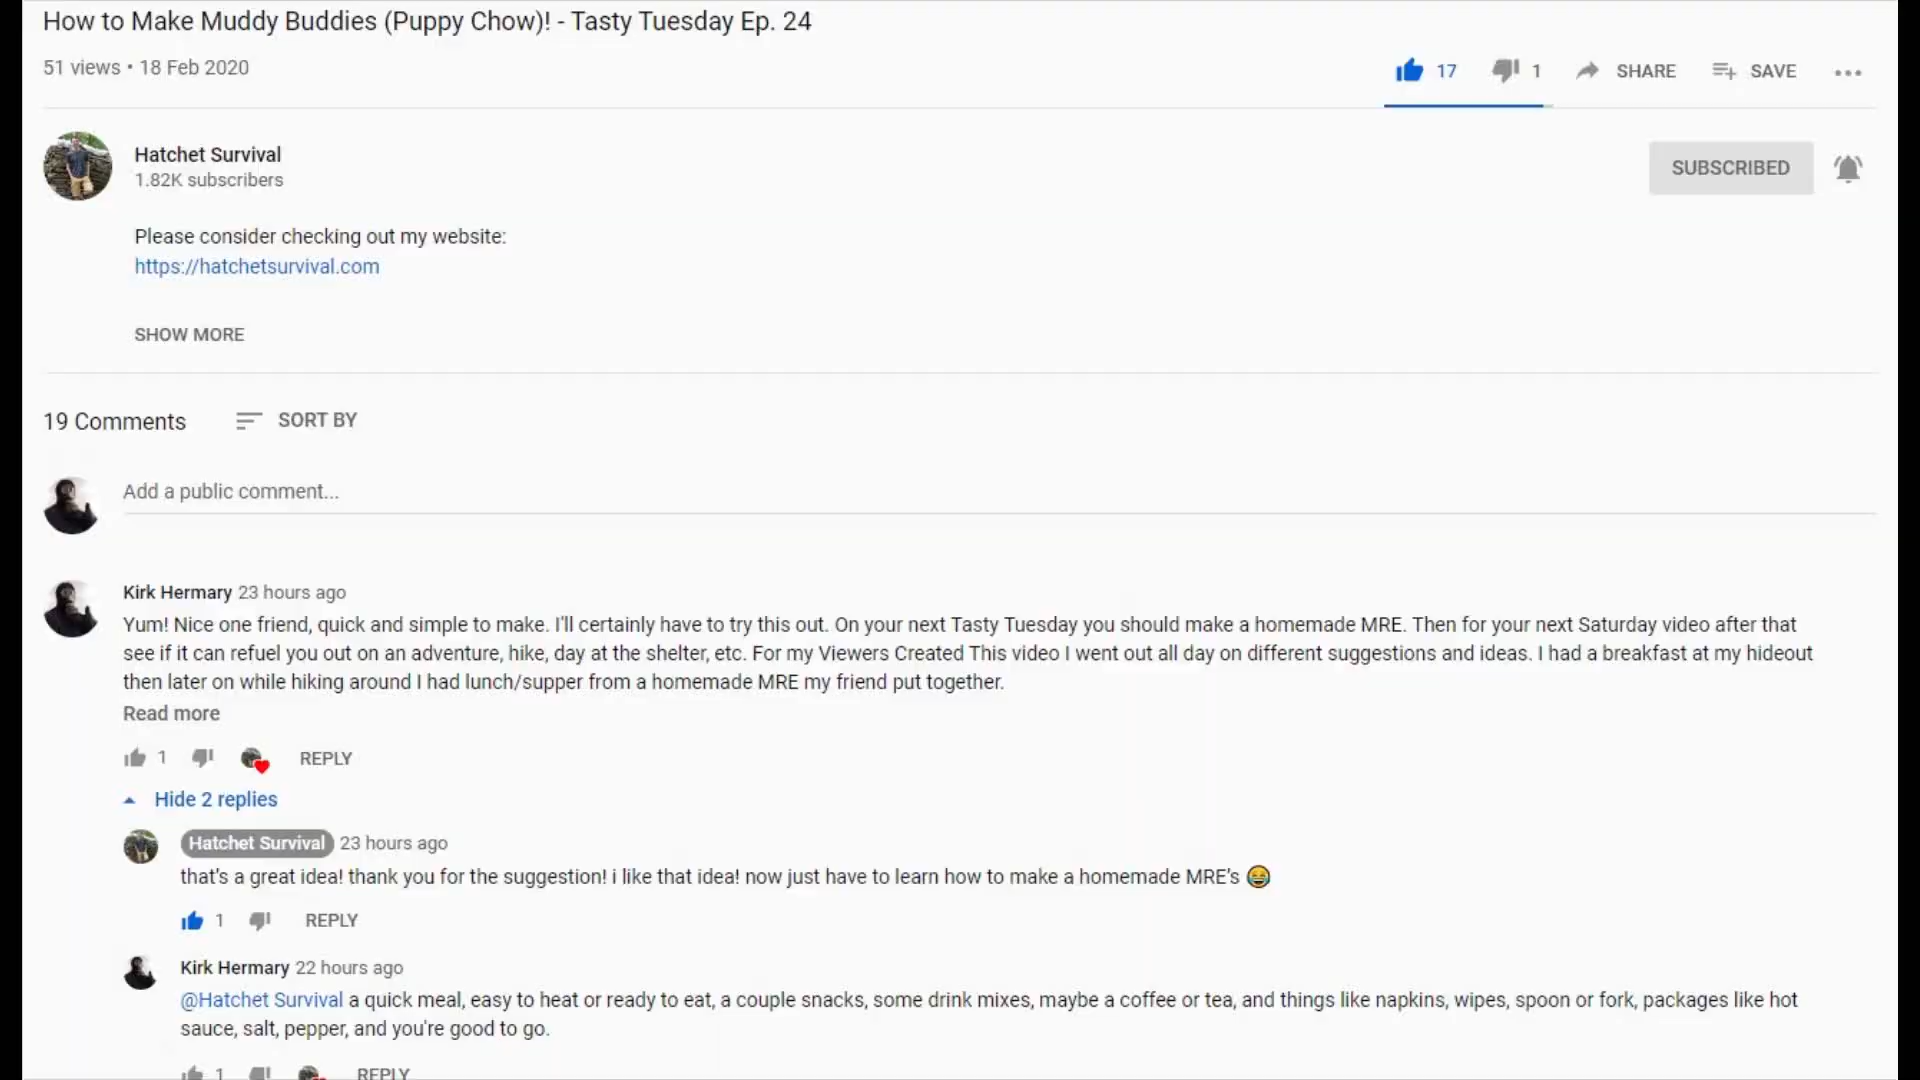 How to Make Muddy Buddies (Puppy Chow)! - Tasty Tuesday Ep. 24
51 views • 18 Feb 2020
17 1 SHARE SAVE
Hatchet Survival
1.82K subscribers
SUBSCRIBED
Please consider checking out my website:
https://hatchetsurvival.com
SHOW MORE
19 Comments SORT BY
Add a public comment...
Kirk Hermary 23 hours ago
Yum! Nice one friend, quick and simple to make. I'll certainly have to try this out. On your next Tasty Tuesday you should make a homemade MRE. Then for your next Saturday video after that
see if it can refuel you out on an adventure, hike, day at the shelter, etc. For my Viewers Created This video I went out all day on different suggestions and ideas. I had a breakfast at my hideout
then later on while hiking around I had lunch/supper from a homemade MRE my friend put together.
Read more
1 REPLY
Hide 2 replies
Hatchet Survival 23 hours ago
that's a great idea! thank you for the suggestion! i like that idea! now just have to learn how to make a homemade MRE's 😂
1 REPLY
Kirk Hermary 22 hours ago
@Hatchet Survival a quick meal, easy to heat or ready to eat, a couple snacks, some drink mixes, maybe a coffee or tea, and things like napkins, wipes, spoon or fork, packages like hot
sauce, salt, pepper, and you're good to go.
1 REPLY